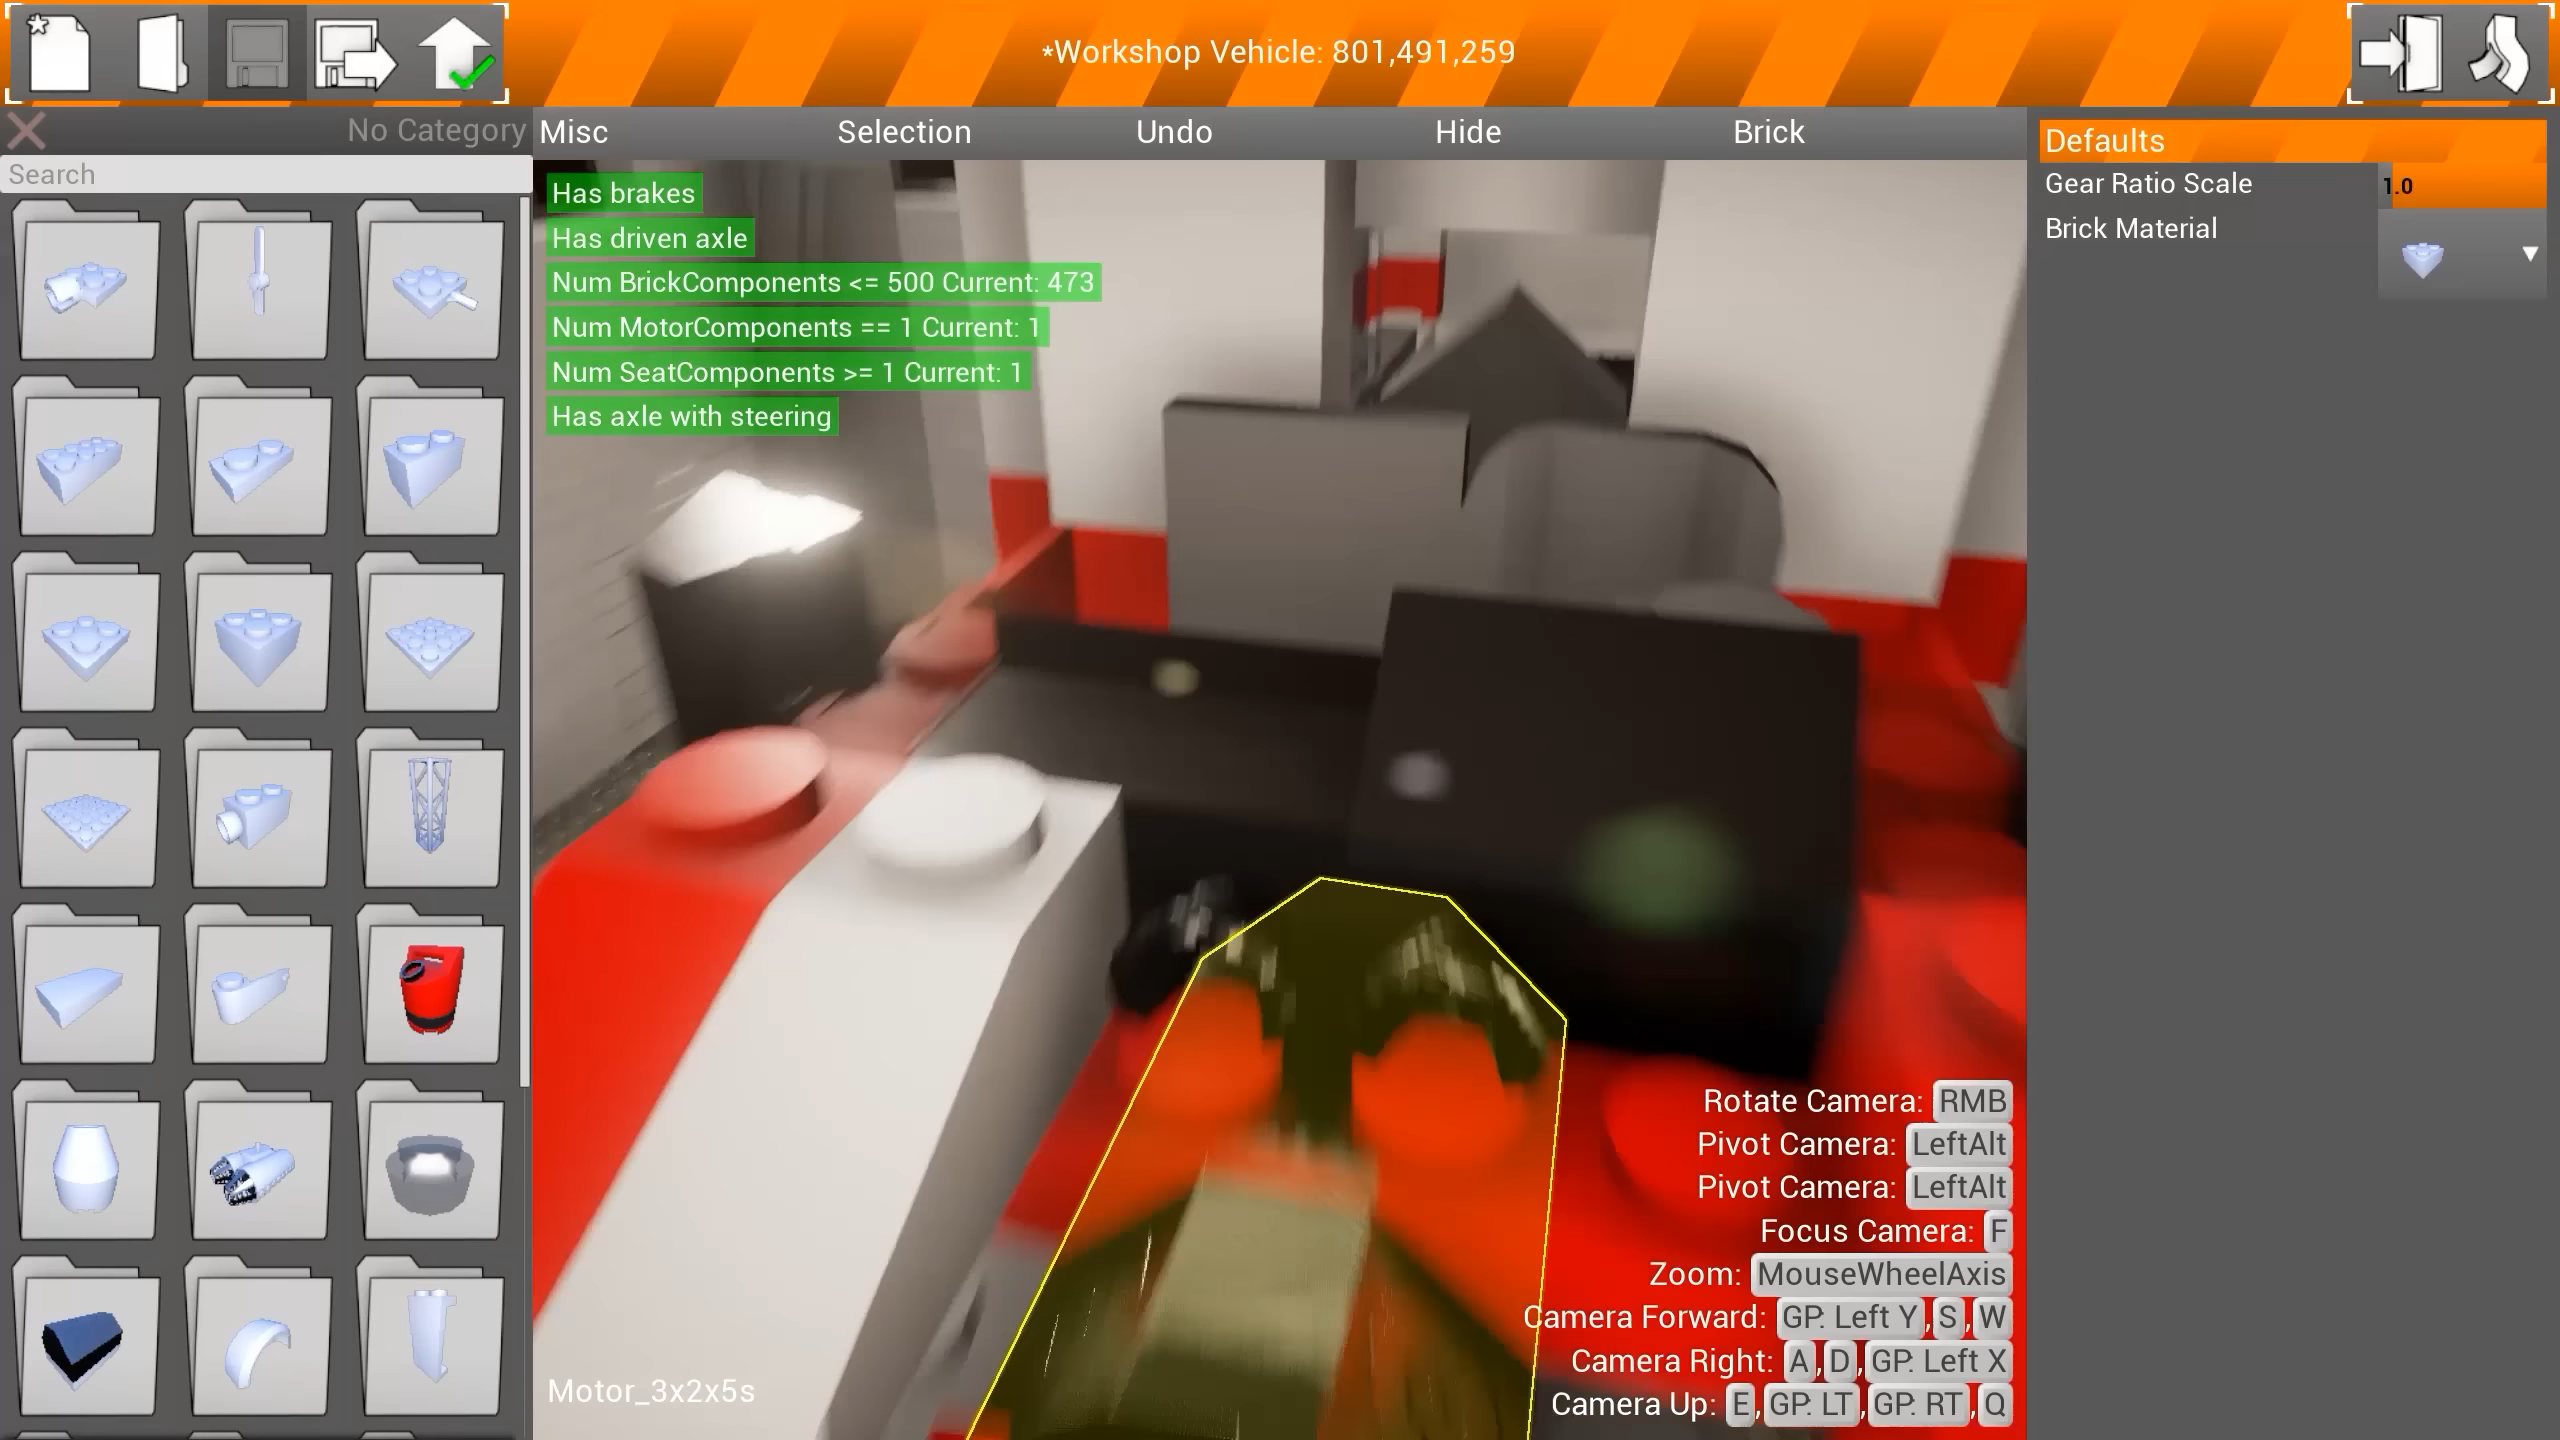 *Workshop Vehicle: 801,491,259
No Category
Search
Misc
Selection
Undo
Hide
Brick
Has brakes
Has driven axle
Num BrickComponents <= 500 Current: 473
Num MotorComponents == 1 Current: 1
Num SeatComponents >= 1 Current: 1
Has axle with steering
Defaults
Gear Ratio Scale
1.0
Brick Material
Rotate Camera: RMB
Pivot Camera: LeftAlt
Pivot Camera: LeftAlt
Focus Camera: F
Zoom: MouseWheelAxis
Camera Forward: GP: Left Y, S, W
Camera Right: A, D, GP: Left X
Camera Up: E, GP: LT, GP: RT, Q
Motor_3x2x5s